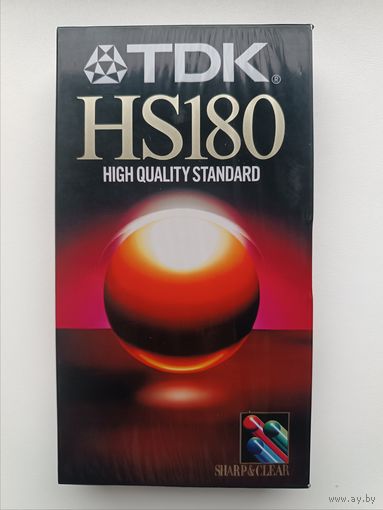 TDK®
HS180
HIGH QUALITY STANDARD
SHARP&CLEAR
www.ay.by